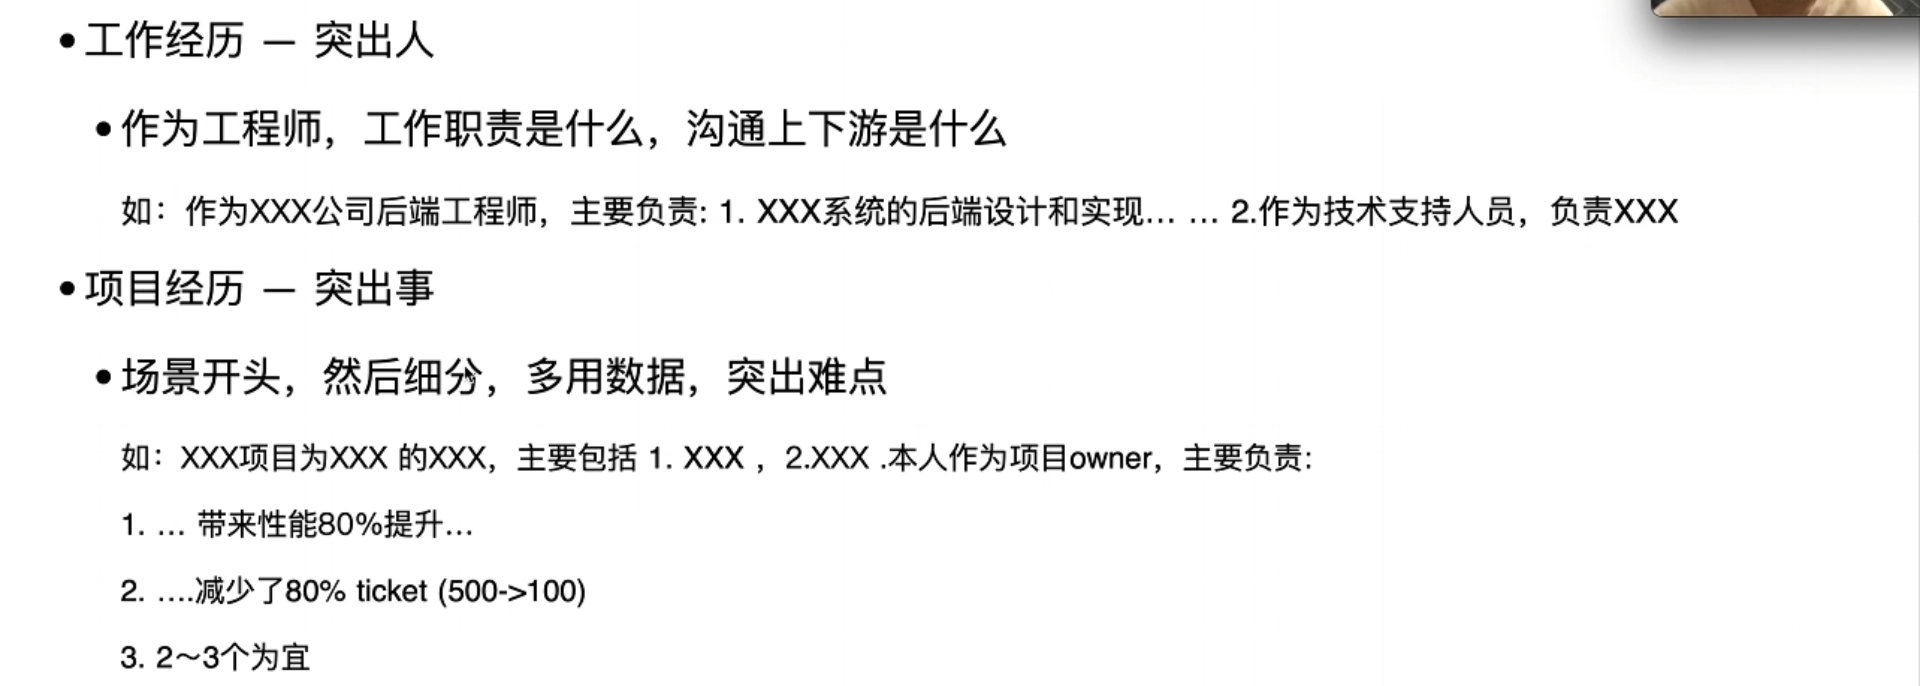 • 工作经历 — 突出人
• 作为工程师，工作职责是什么，沟通上下游是什么
如：作为XXX公司后端工程师，主要负责: 1. XXX系统的后端设计和实现... ... 2.作为技术支持人员，负责XXX
• 项目经历 — 突出事
• 场景开头，然后细分，多用数据，突出难点
如：XXX项目为XXX 的XXX，主要包括 1. XXX ，2.XXX .本人作为项目owner，主要负责:
1. ... 带来性能80%提升...
2. ....减少了80% ticket (500->100)
3. 2～3个为宜